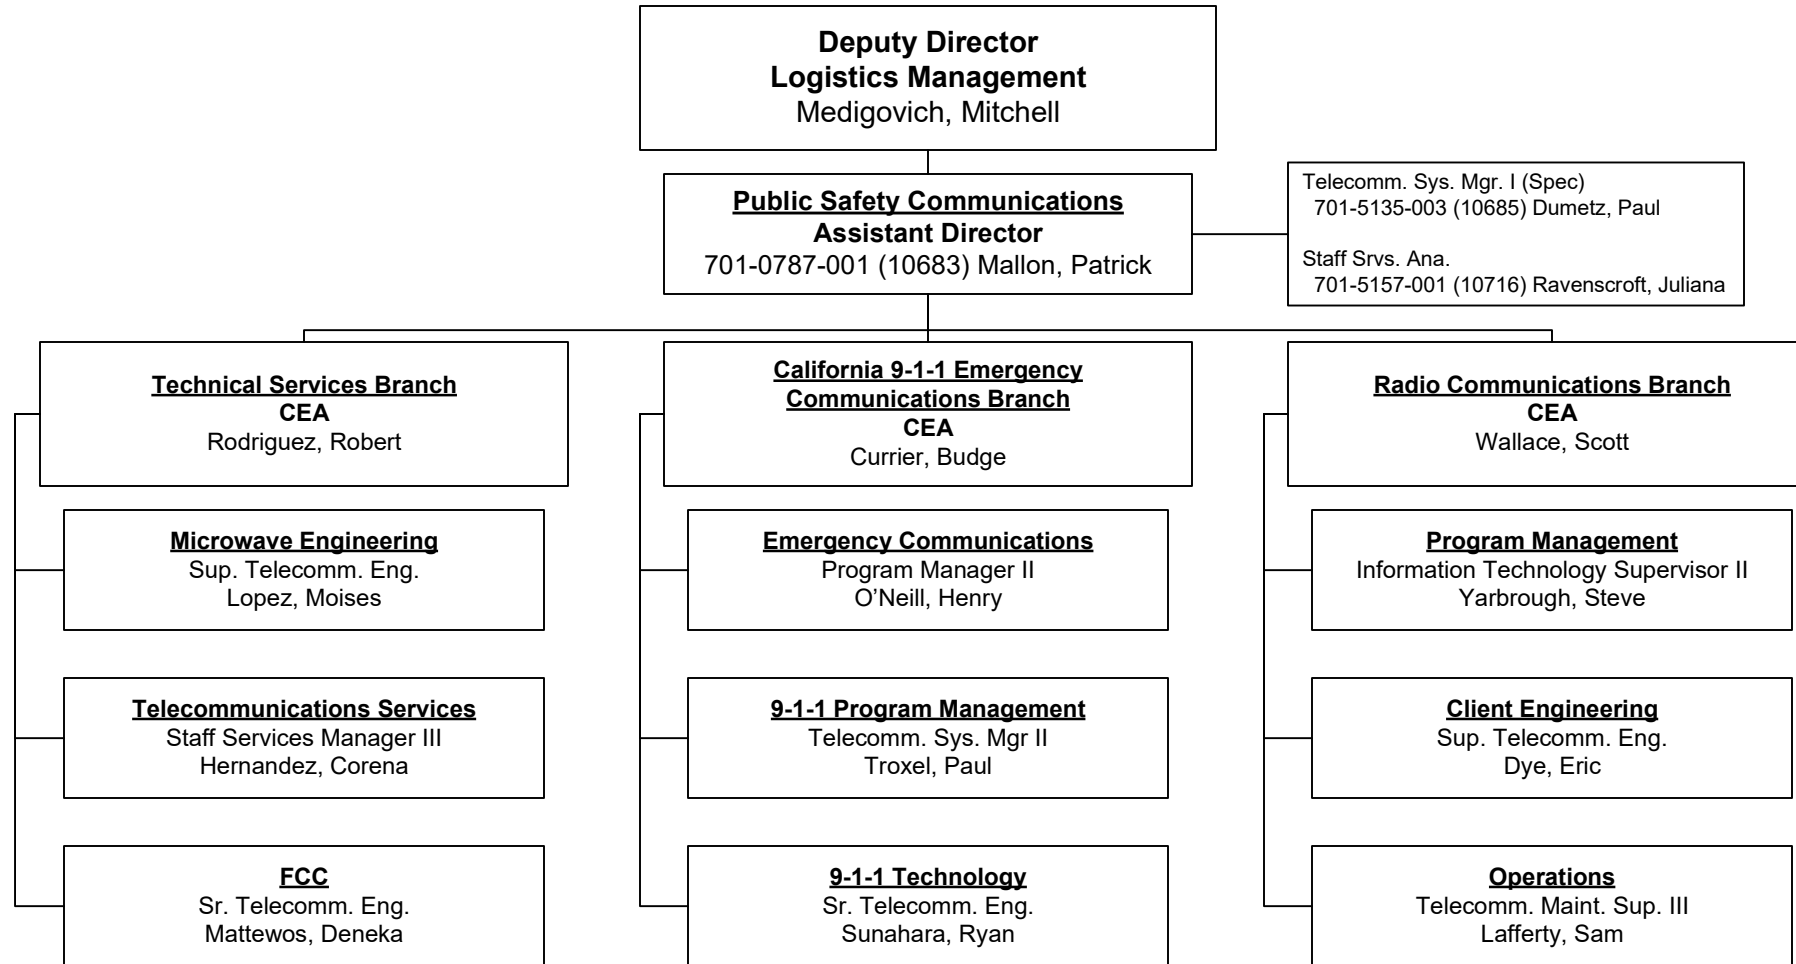 Deputy Director
Logistics Management
Medigovich, Mitchell
Public Safety Communications
Assistant Director
701-0787-001 (10683) Mallon, Patrick
Telecomm. Sys. Mgr. I (Spec)
701-5135-003 (10685) Dumetz, Paul
Staff Srvs. Ana.
701-5157-001 (10716) Ravenscroft, Juliana
Technical Services Branch
CEA
Rodriguez, Robert
Microwave Engineering
Sup. Telecomm. Eng.
Lopez, Moises
Telecommunications Services
Staff Services Manager III
Hernandez, Corena
FCC
Sr. Telecomm. Eng.
Mattewos, Deneka
California 9-1-1 Emergency
Communications Branch
CEA
Currier, Budge
Emergency Communications
Program Manager II
O’Neill, Henry
9-1-1 Program Management
Telecomm. Sys. Mgr II
Troxel, Paul
9-1-1 Technology
Sr. Telecomm. Eng.
Sunahara, Ryan
Radio Communications Branch
CEA
Wallace, Scott
Program Management
Information Technology Supervisor II
Yarbrough, Steve
Client Engineering
Sup. Telecomm. Eng.
Dye, Eric
Operations
Telecomm. Maint. Sup. III
Lafferty, Sam